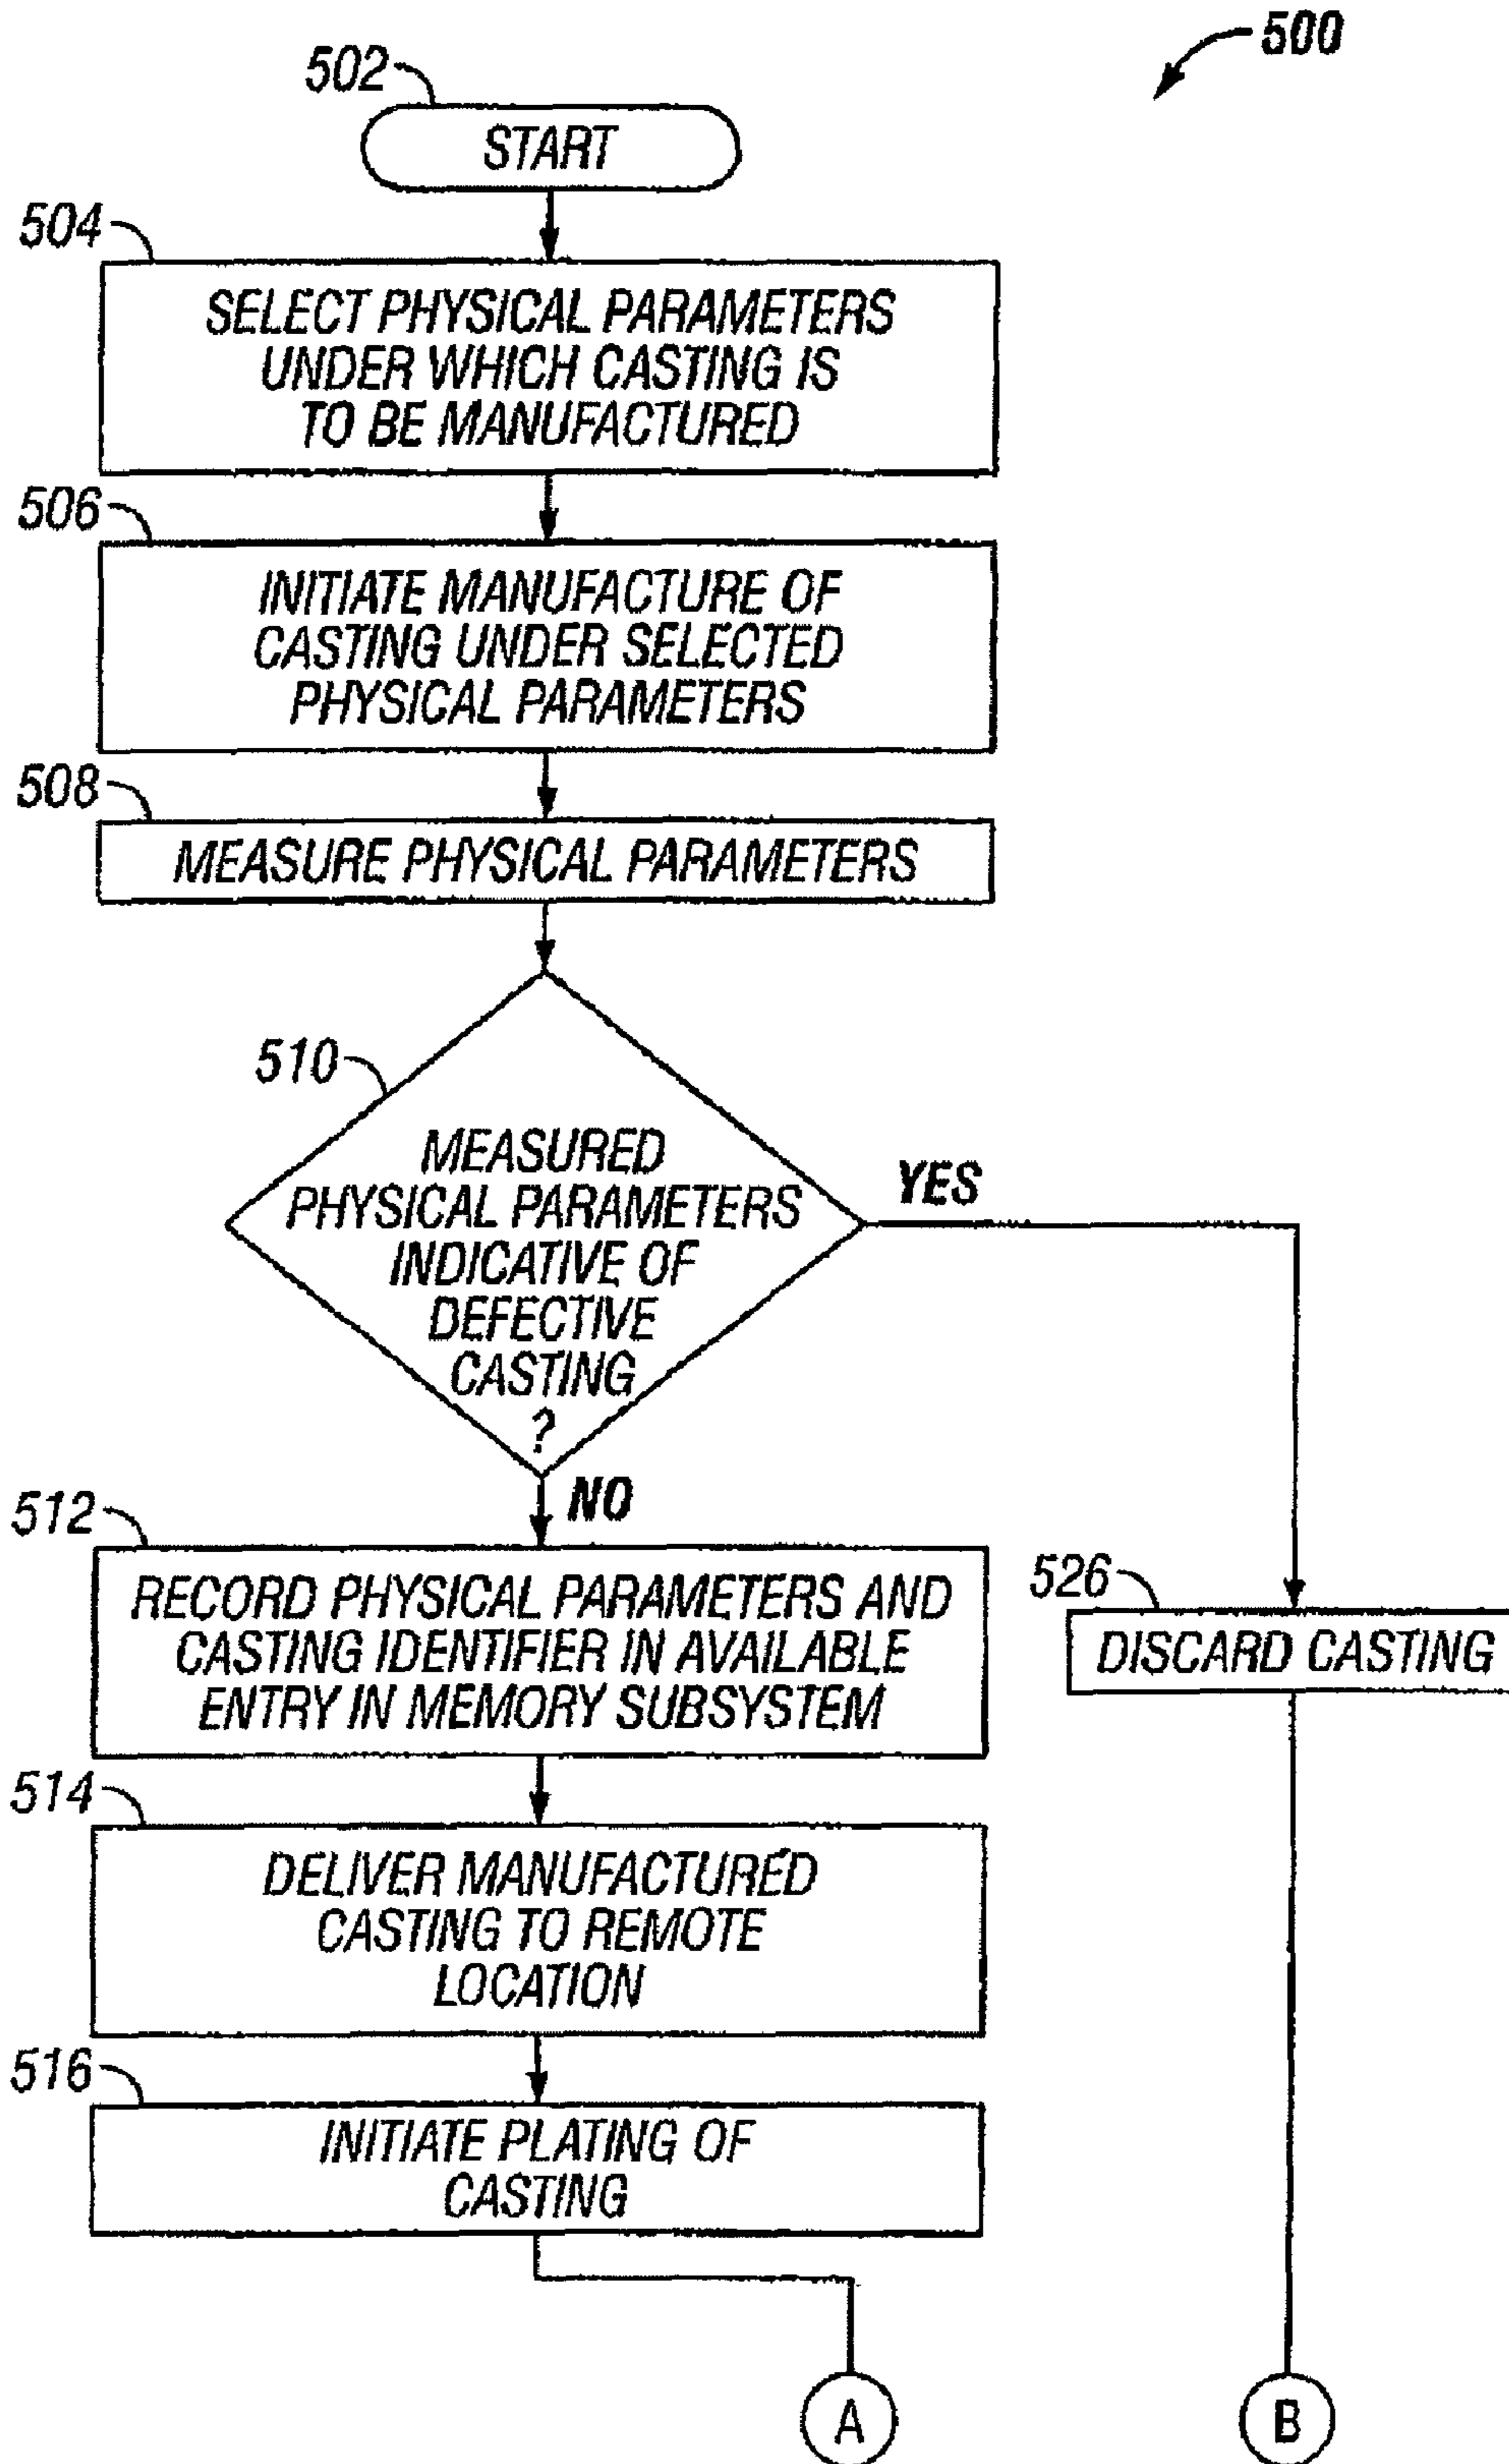 500
502
START
504
SELECT PHYSICAL PARAMETERS
UNDER WHICH CASTING IS
TO BE MANUFACTURED
506
INITIATE MANUFACTURE OF
CASTING UNDER SELECTED
PHYSICAL PARAMETERS
508
MEASURE PHYSICAL PARAMETERS
510
MEASURED
PHYSICAL PARAMETERS
INDICATIVE OF
DEFECTIVE
CASTING
?
YES
NO
512
RECORD PHYSICAL PARAMETERS AND
CASTING IDENTIFIER IN AVAILABLE
ENTRY IN MEMORY SUBSYSTEM
526
DISCARD CASTING
514
DELIVER MANUFACTURED
CASTING TO REMOTE
LOCATION
516
INITIATE PLATING OF
CASTING
A
B